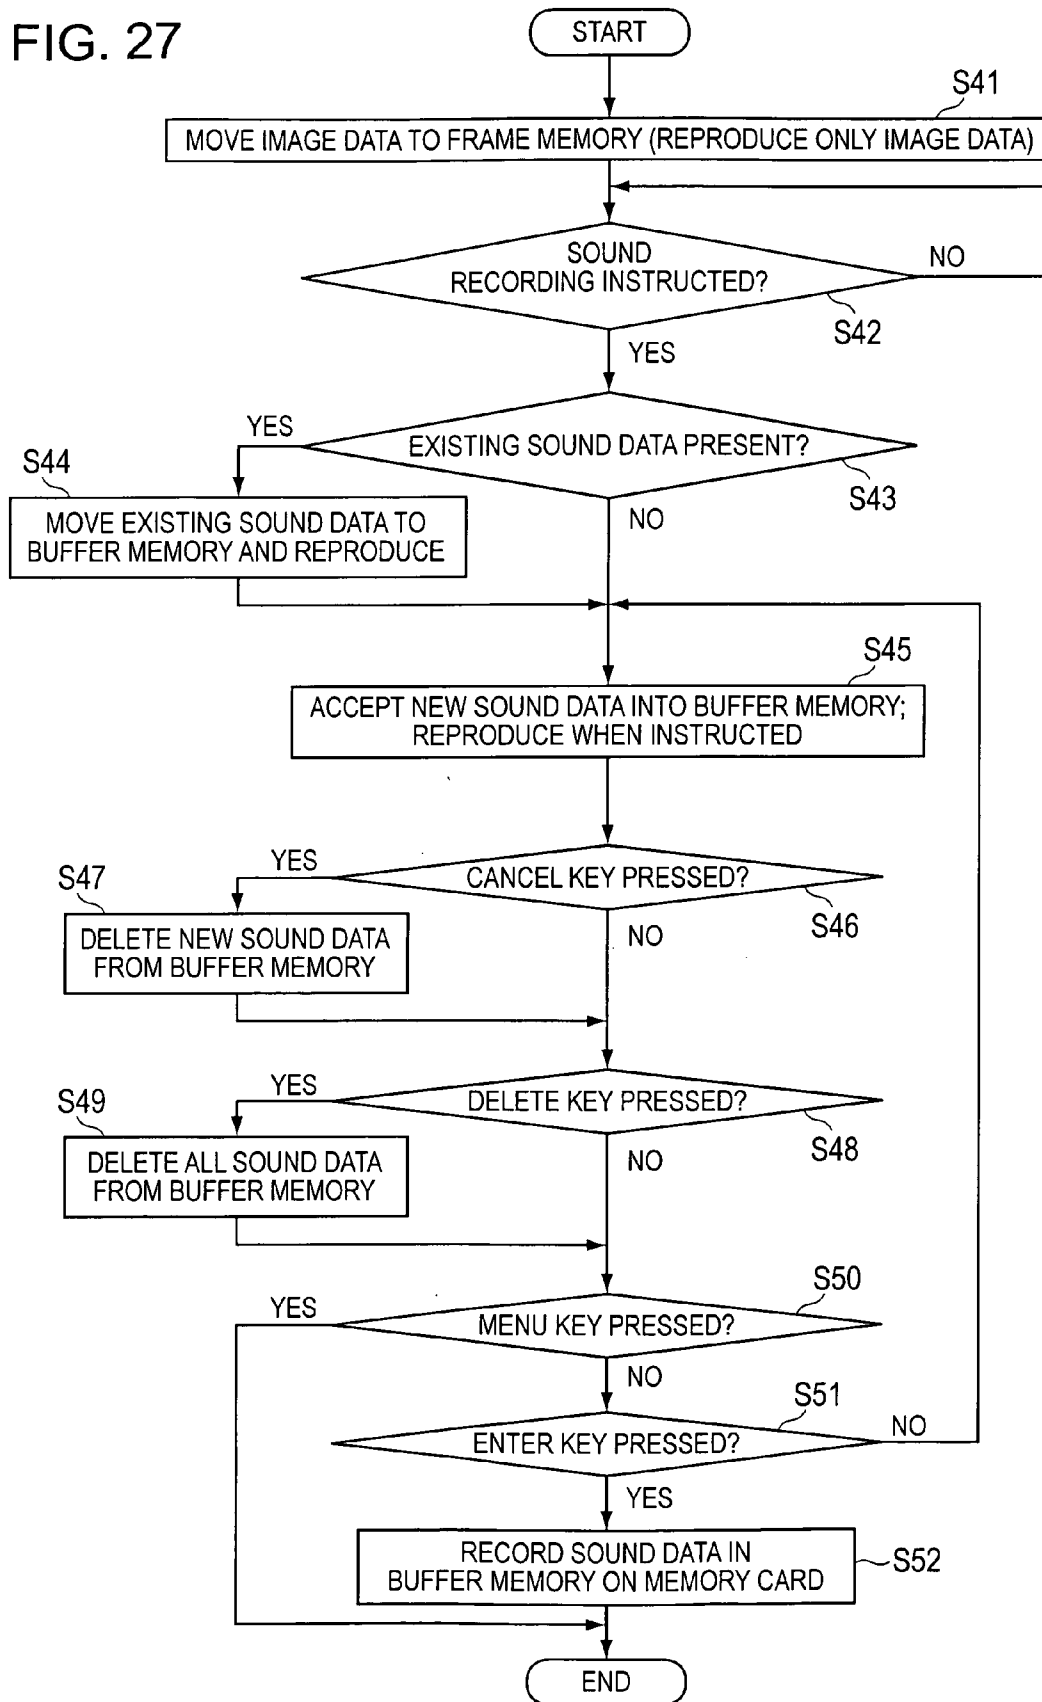 FIG. 27
START
S41
MOVE IMAGE DATA TO FRAME MEMORY (REPRODUCE ONLY IMAGE DATA)
SOUND
RECORDING INSTRUCTED?
NO
S42
YES
YES
EXISTING SOUND DATA PRESENT?
S43
S44
NO
MOVE EXISTING SOUND DATA TO
BUFFER MEMORY AND REPRODUCE
S45
ACCEPT NEW SOUND DATA INTO BUFFER MEMORY;
REPRODUCE WHEN INSTRUCTED
YES
CANCEL KEY PRESSED?
S46
S47
NO
DELETE NEW SOUND DATA
FROM BUFFER MEMORY
YES
DELETE KEY PRESSED?
S48
S49
NO
DELETE ALL SOUND DATA
FROM BUFFER MEMORY
S50
YES
MENU KEY PRESSED?
NO
S51
ENTER KEY PRESSED?
NO
YES
RECORD SOUND DATA IN
BUFFER MEMORY ON MEMORY CARD
S52
END